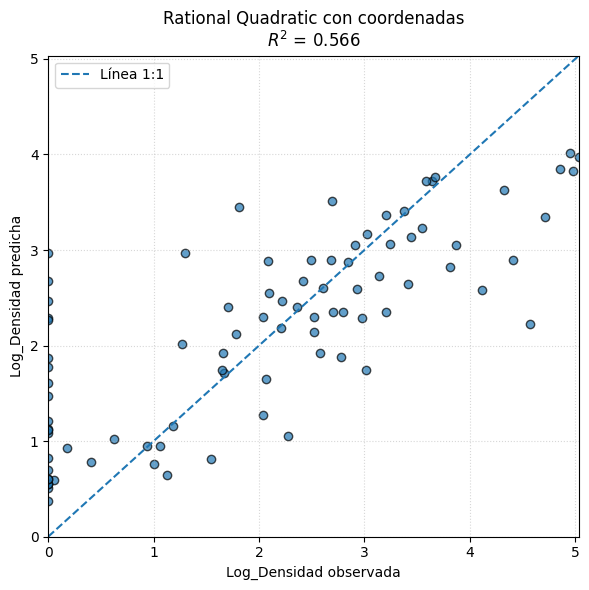 Rational Quadratic con coordenadas
R² = 0.566
Línea 1:1
Log_Densidad predicha
5
4
3
2
1
0
0 1 2 3 4 5
Log_Densidad observada